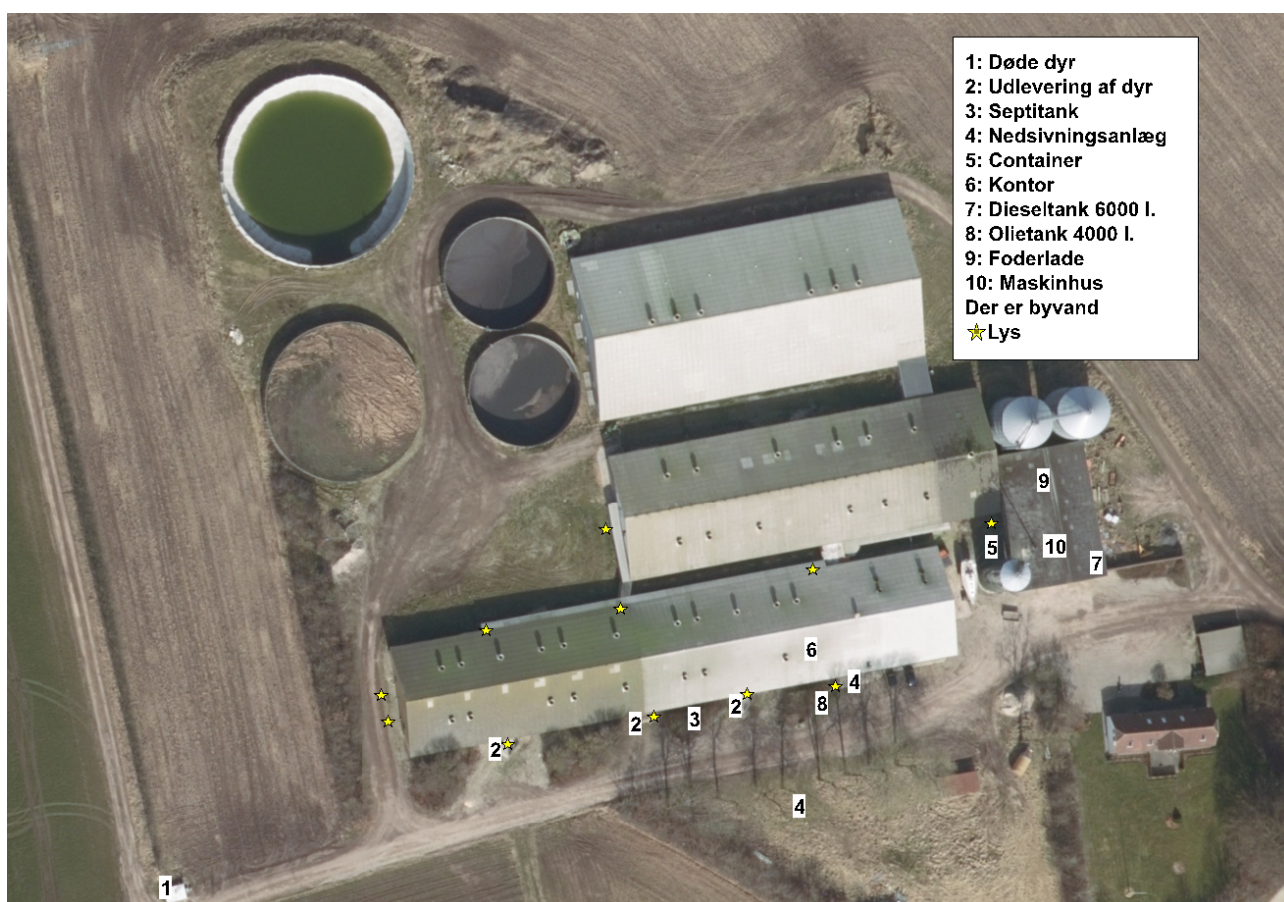 1: Døde dyr
2: Udlevering af dyr
3: Septitank
4: Nedsivningsanlæg
5: Container
6: Kontor
7: Dieseltank 6000 l.
8: Olietank 4000 l.
9: Foderlade
10: Maskinhus
Der er byvand
Lys
9
5
10
7
6
4
2
8
2
3
2
4
1